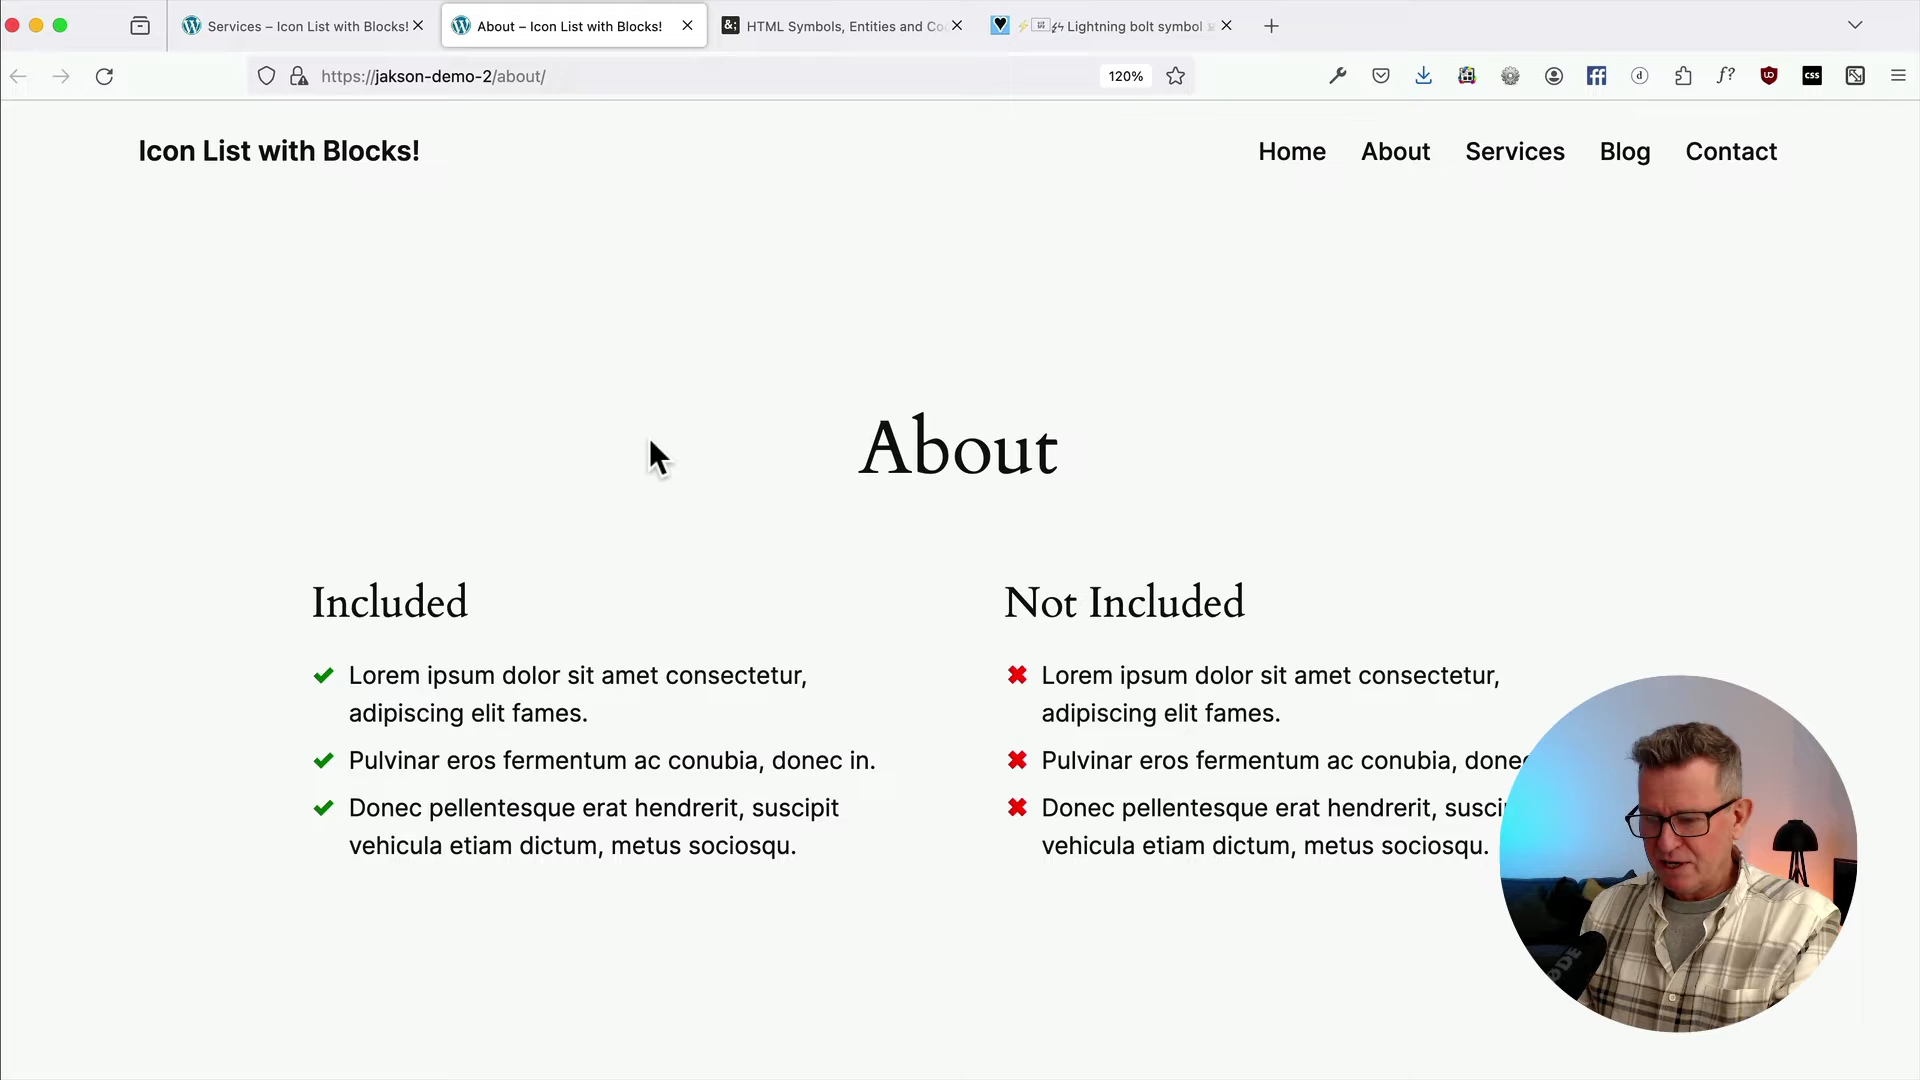 Services – Icon List with Blocks!
About – Icon List with Blocks!
HTML Symbols, Entities and Co
Lightning bolt symbol
https://jakson-demo-2/about/
120%
Icon List with Blocks!
Home
About
Services
Blog
Contact
About
Included
✔ Lorem ipsum dolor sit amet consectetur,
adipiscing elit fames.
✔ Pulvinar eros fermentum ac conubia, donec in.
✔ Donec pellentesque erat hendrerit, suscipit
vehicula etiam dictum, metus sociosqu.
Not Included
✖ Lorem ipsum dolor sit amet consectetur,
adipiscing elit fames.
✖ Pulvinar eros fermentum ac conubia, donec
✖ Donec pellentesque erat hendrerit, susci
vehicula etiam dictum, metus sociosqu.